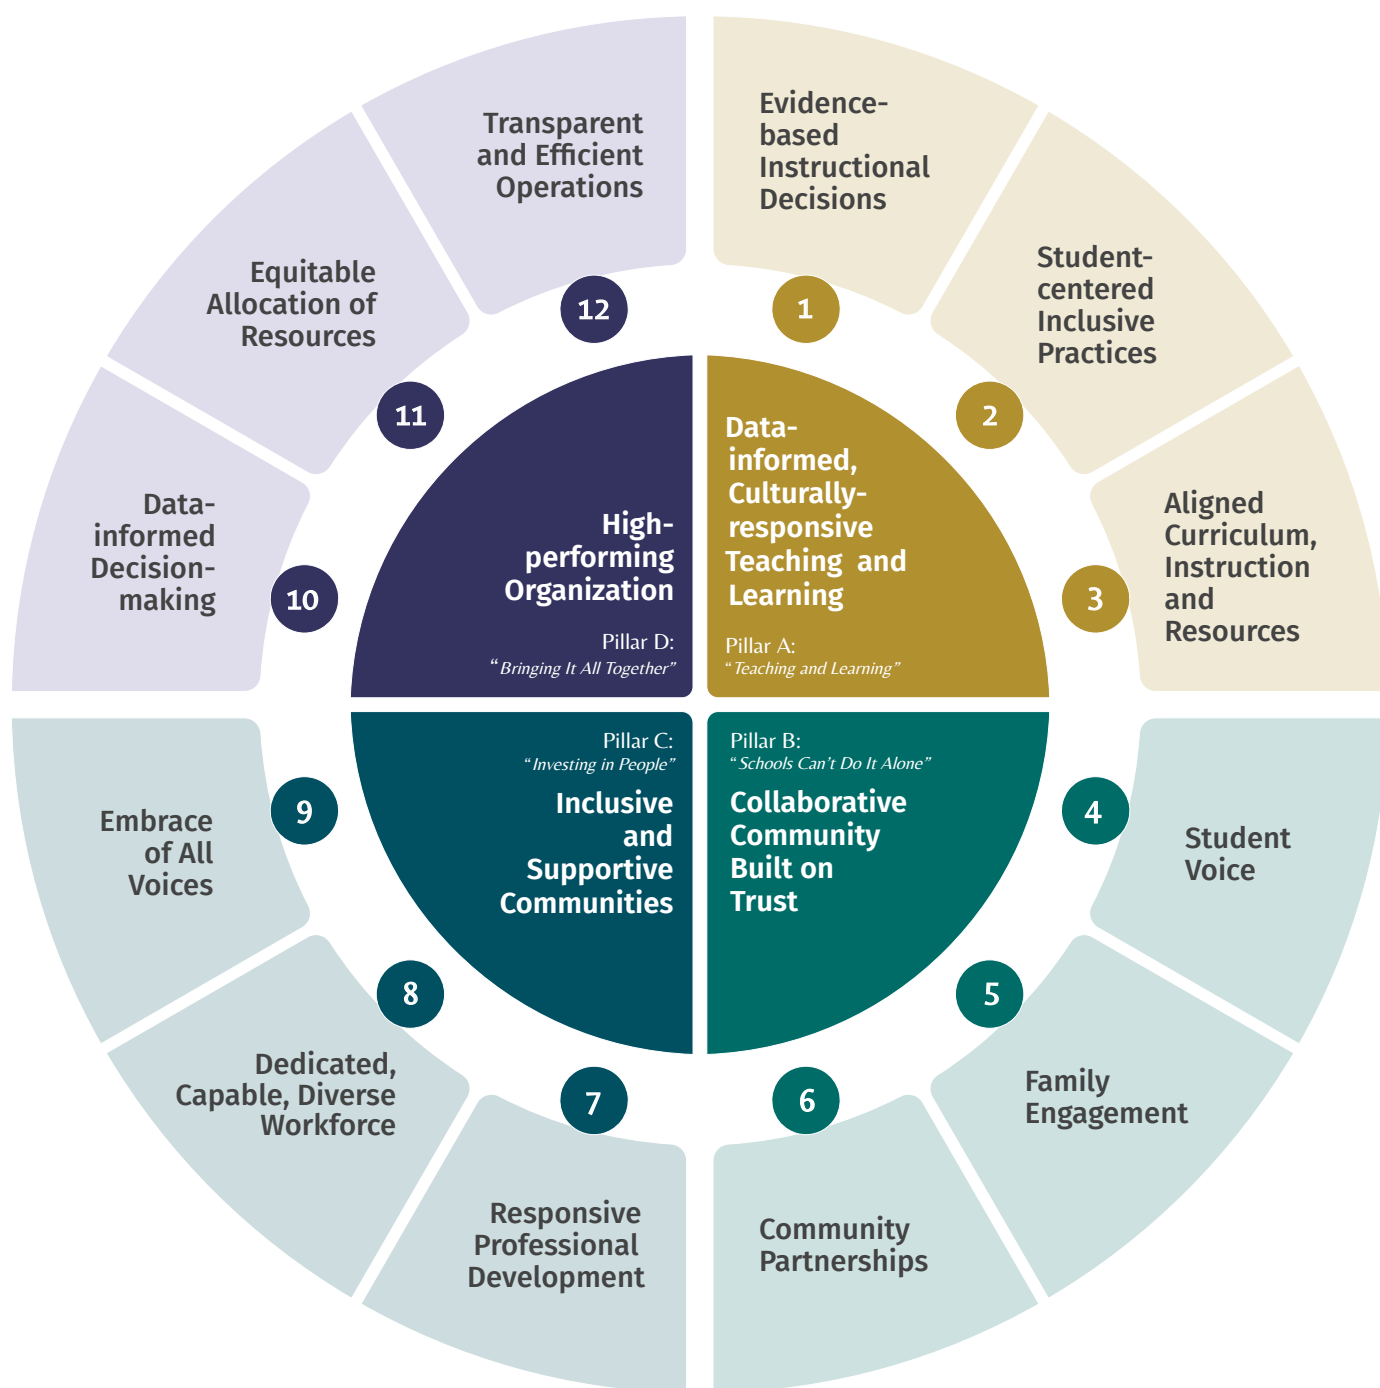 Evidence-
based
Instructional
Decisions
1
Student-
centered
Inclusive
Practices
2
Aligned
Curriculum,
Instruction
and
Resources
3
Student
Voice
4
Family
Engagement
5
Community
Partnerships
6
Responsive
Professional
Development
7
Dedicated,
Capable, Diverse
Workforce
8
Embrace
of All
Voices
9
Data-
informed
Decision-
making
10
Equitable
Allocation of
Resources
11
Transparent
and Efficient
Operations
12
Data-
informed,
Culturally-
responsive
Teaching and
Learning
Pillar A:
“Teaching and Learning”
Pillar B:
“Schools Can’t Do It Alone”
Collaborative
Community
Built on
Trust
Pillar C:
“Investing in People”
Inclusive
and
Supportive
Communities
High-
performing
Organization
Pillar D:
“Bringing It All Together”